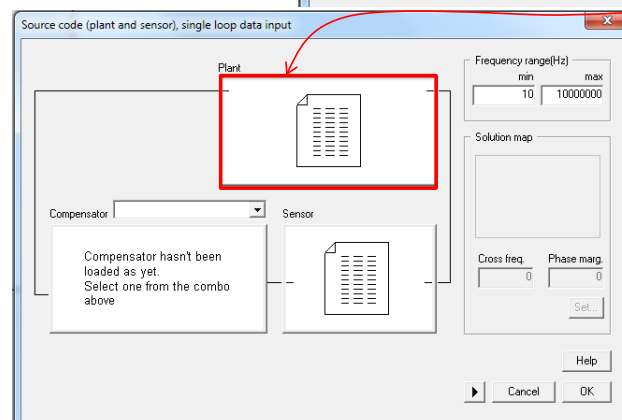 Source code (plant and sensor), single loop data input
x
Plant
Frequency range(Hz)
min max
10 10000000
Solution map
Compensator
Sensor
Compensator hasn't been
loaded as yet.
Select one from the combo
above
Cross freq. Phase marg.
0 0
Set...
Help
Cancel OK